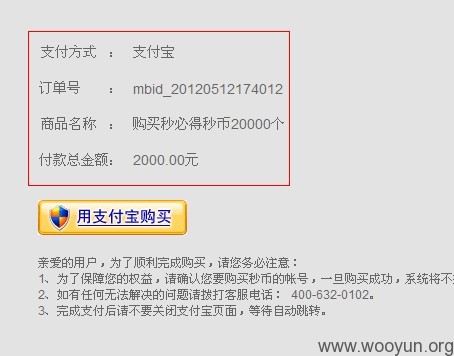 支付方式 ： 支付宝
订单号 ： mbid_20120512174012
商品名称 ： 购买秒必得秒币20000个
付款总金额： 2000.00元
用支付宝购买
亲爱的用户，为了顺利完成购买，请您务必注意：
1、为了保障您的权益，请确认您要购买秒币的帐号，一旦购买成功，系统将不
2、如有任何无法解决的问题请拨打客服电话： 400-632-0102。
3、完成支付后请不要关闭支付宝页面，等待自动跳转。
www.wooyun.org